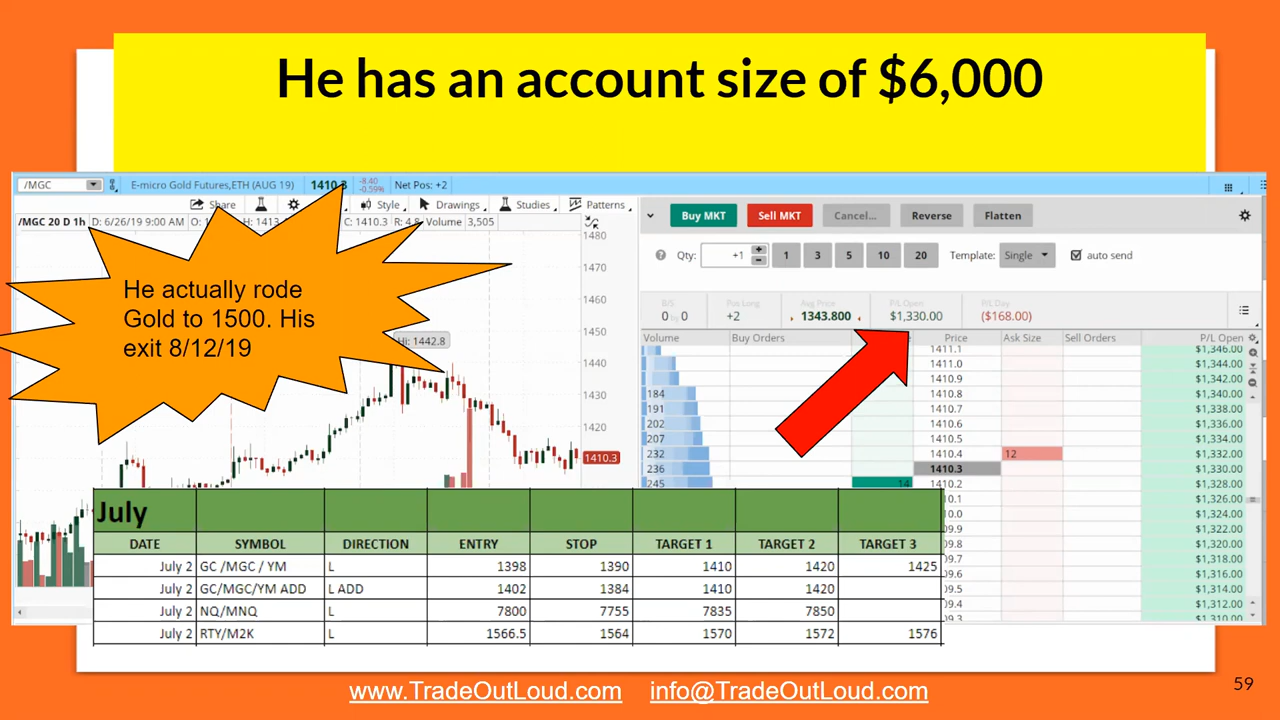 He has an account size of $6,000
/MGC E-micro Gold Futures,ETH (AUG 19) 1410.3 -8.40 -0.59% Net Pos: +2
Share Style Drawings Studies Patterns
/MGC 20 D 1h D: 6/26/19 9:00 AM C: 1410.3 Volume 3,505
He actually rode
Gold to 1500. His
exit 8/12/19
Hi: 1442.8
1480
1470
1460
1450
1440
1430
1420
1410.3
Buy MKT Sell MKT Cancel... Reverse Flatten
Qty: +1 1 3 5 10 20 Template: Single auto send
B/S Pos Long Avg Price P/L Open P/L Day
0 by 0 +2 1343.800 $1,330.00 ($168.00)
Volume Buy Orders Price Ask Size Sell Orders P/L Open
1411.1 $1,346.00
1411.0 $1,344.00
1410.9 $1,342.00
184 1410.8 $1,340.00
191 1410.7 $1,338.00
202 1410.6 $1,336.00
207 1410.5 $1,334.00
232 1410.4 12 $1,332.00
236 1410.3 $1,330.00
245 14 1410.2 $1,328.00
$1,326.00
$1,324.00
$1,322.00
$1,320.00
$1,318.00
$1,316.00
$1,314.00
$1,312.00
$1,310.00
July
DATE SYMBOL DIRECTION ENTRY STOP TARGET 1 TARGET 2 TARGET 3
July 2 GC /MGC / YM L 1398 1390 1410 1420 1425
July 2 GC/MGC/YM ADD L ADD 1402 1384 1410 1420
July 2 NQ/MNQ L 7800 7755 7835 7850
July 2 RTY/M2K L 1566.5 1564 1570 1572 1576
www.TradeOutLoud.com info@TradeOutLoud.com
59